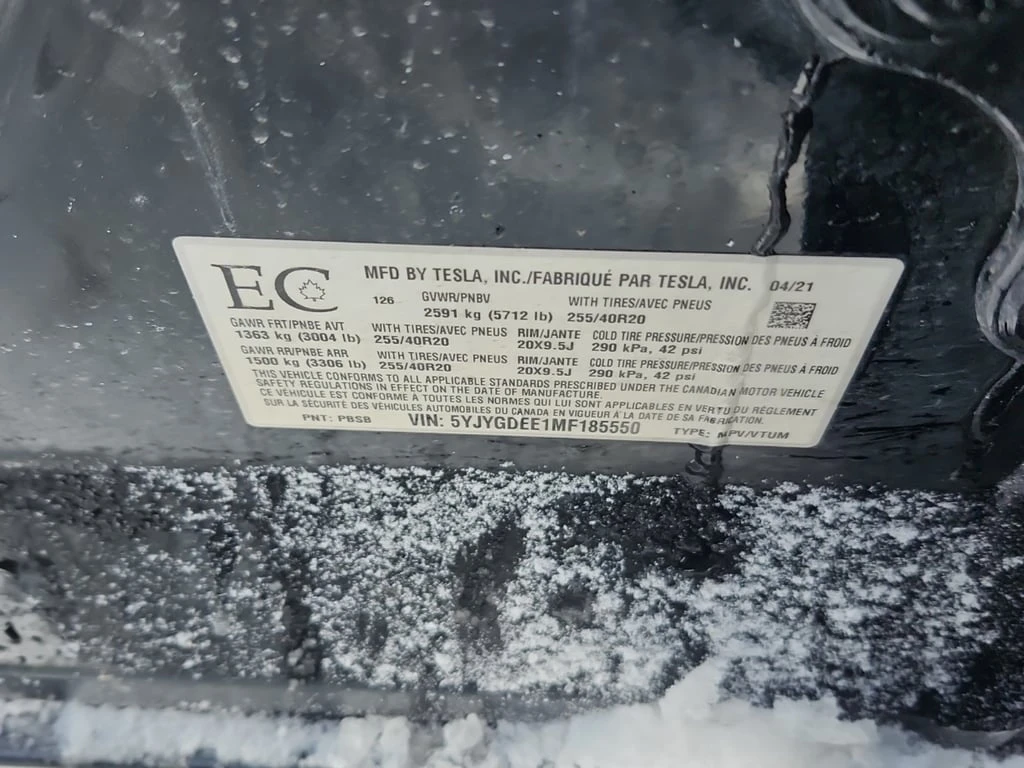 EC
MFD BY TESLA, INC./FABRIQUÉ PAR TESLA, INC. 04/21
126 GVWR/PNBV WITH TIRES/AVEC PNEUS
2591 kg (5712 lb) 255/40R20
GAWR FRT/PNBE AVT WITH TIRES/AVEC PNEUS RIM/JANTE COLD TIRE PRESSURE/PRESSION DES PNEUS À FROID
1363 kg (3004 lb) 255/40R20 20X9.5J 290 kPa, 42 psi
GAWR RR/PNBE ARR WITH TIRES/AVEC PNEUS RIM/JANTE COLD TIRE PRESSURE/PRESSION DES PNEUS À FROID
1500 kg (3306 lb) 255/40R20 20X9.5J 290 kPa, 42 psi
THIS VEHICLE CONFORMS TO ALL APPLICABLE STANDARDS PRESCRIBED UNDER THE CANADIAN MOTOR VEHICLE
SAFETY REGULATIONS IN EFFECT ON THE DATE OF MANUFACTURE.
CE VÉHICULE EST CONFORME À TOUTES LES NORMES QUI LUI SONT APPLICABLES EN VERTU DU RÈGLEMENT
SUR LA SÉCURITÉ DES VÉHICULES AUTOMOBILES DU CANADA EN VIGUEUR À LA DATE DE SA FABRICATION.
PNT: PBSB VIN: 5YJYGDEE1MF185550 TYPE: MPV/VTUM